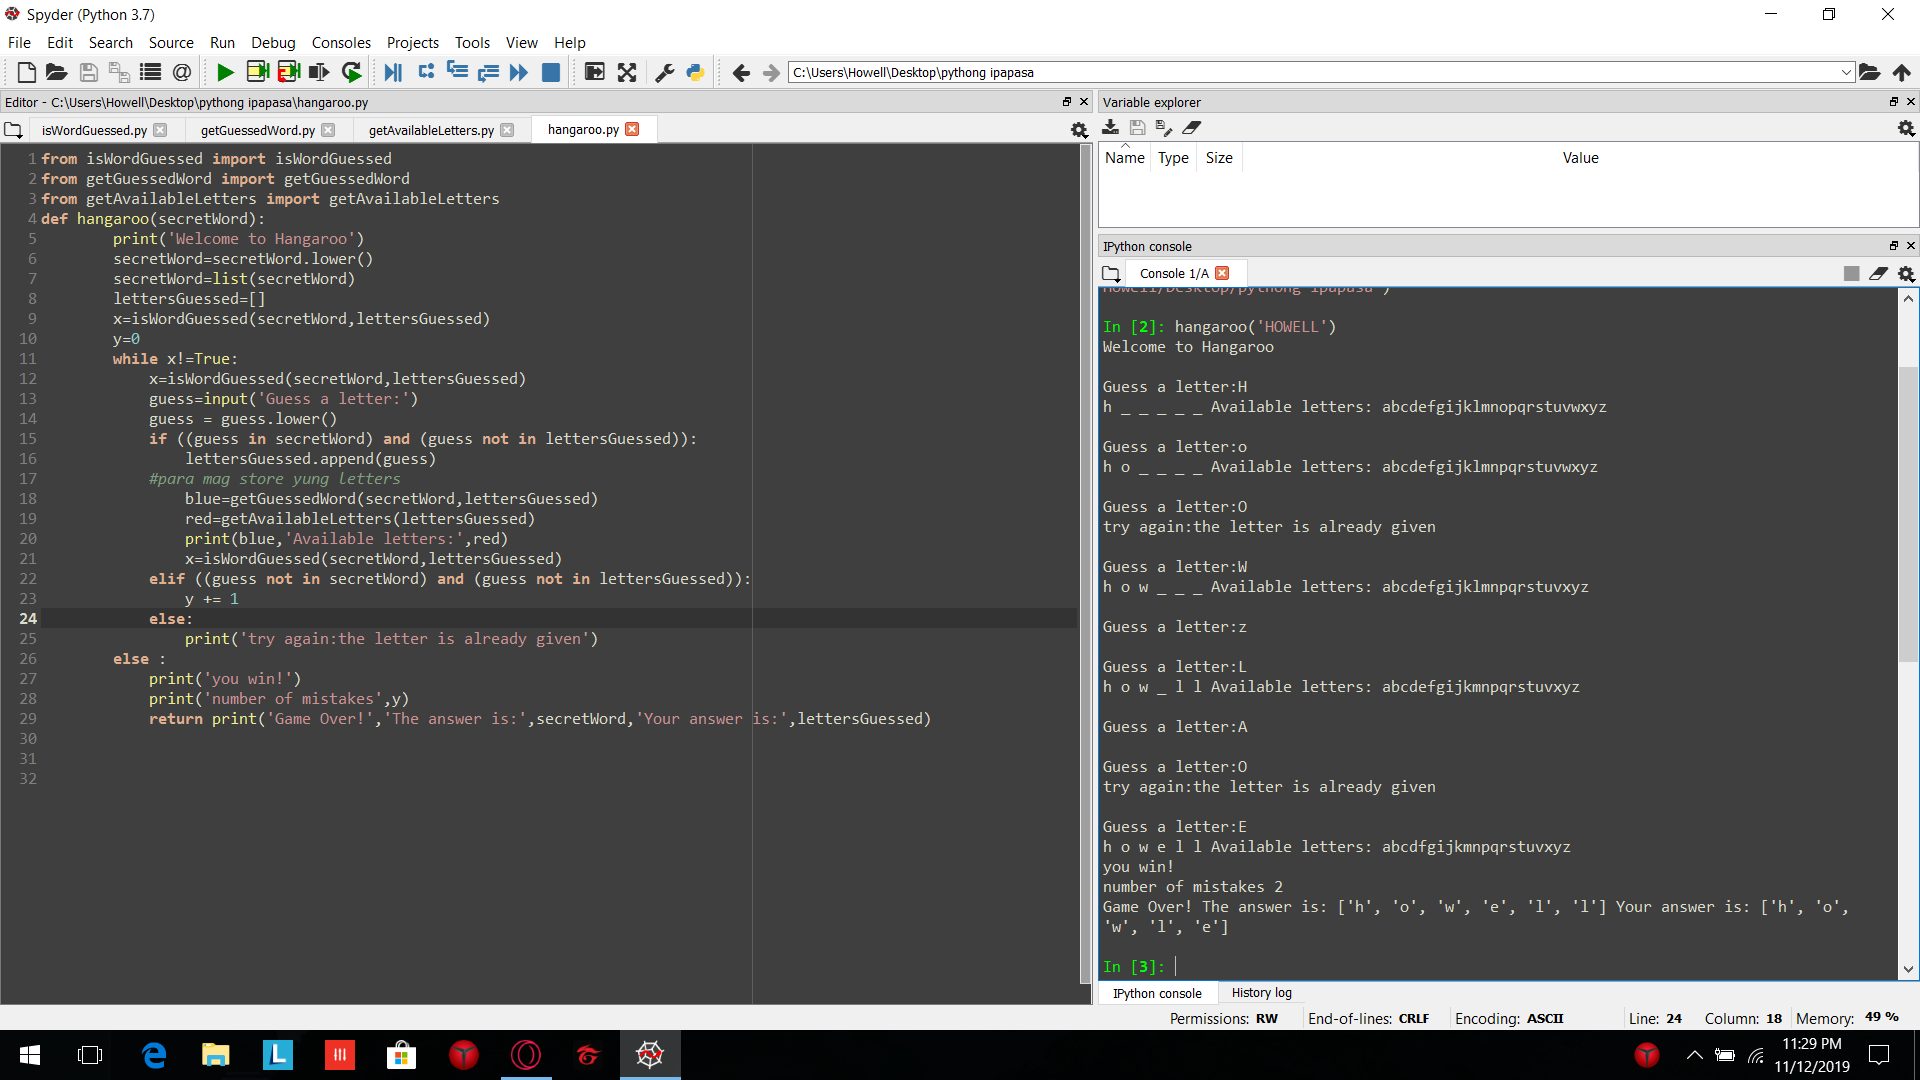 Spyder (Python 3.7)
File Edit Search Source Run Debug Consoles Projects Tools View Help
C:\Users\Howell\Desktop\pythong ipapasa
Editor - C:\Users\Howell\Desktop\pythong ipapasa\hangaroo.py
isWordGuessed.py getGuessedWord.py getAvailableLetters.py hangaroo.py
1 from isWordGuessed import isWordGuessed
2 from getGuessedWord import getGuessedWord
3 from getAvailableLetters import getAvailableLetters
4 def hangaroo(secretWord):
5         print('Welcome to Hangaroo')
6         secretWord=secretWord.lower()
7         secretWord=list(secretWord)
8         lettersGuessed=[]
9         x=isWordGuessed(secretWord,lettersGuessed)
10         y=0
11         while x!=True:
12             x=isWordGuessed(secretWord,lettersGuessed)
13             guess=input('Guess a letter:')
14             guess = guess.lower()
15             if ((guess in secretWord) and (guess not in lettersGuessed)):
16                 lettersGuessed.append(guess)
17             #para mag store yung letters
18                 blue=getGuessedWord(secretWord,lettersGuessed)
19                 red=getAvailableLetters(lettersGuessed)
20                 print(blue,'Available letters:',red)
21                 x=isWordGuessed(secretWord,lettersGuessed)
22             elif ((guess not in secretWord) and (guess not in lettersGuessed)):
23                 y += 1
24             else:
25                 print('try again:the letter is already given')
26         else :
27             print('you win!')
28             print('number of mistakes',y)
29             return print('Game Over!','The answer is:',secretWord,'Your answer is:',lettersGuessed)
30
31
32
Variable explorer
Name Type Size Value
IPython console
Console 1/A
Howell/Desktop/pythong ipapasa')
In [2]: hangaroo('HOWELL')
Welcome to Hangaroo
Guess a letter:H
h _ _ _ _ _ Available letters: abcdefgijklmnopqrstuvwxyz
Guess a letter:o
h o _ _ _ _ Available letters: abcdefgijklmnpqrstuvwxyz
Guess a letter:O
try again:the letter is already given
Guess a letter:W
h o w _ _ _ Available letters: abcdefgijklmnpqrstuvxyz
Guess a letter:z
Guess a letter:L
h o w _ l l Available letters: abcdefgijkmnpqrstuvxyz
Guess a letter:A
Guess a letter:O
try again:the letter is already given
Guess a letter:E
h o w e l l Available letters: abcdfgijkmnpqrstuvxyz
you win!
number of mistakes 2
Game Over! The answer is: ['h', 'o', 'w', 'e', 'l', 'l'] Your answer is: ['h', 'o',
'w', 'l', 'e']
In [3]:
IPython console History log
Permissions: RW End-of-lines: CRLF Encoding: ASCII Line: 24 Column: 18 Memory: 49 %
11:29 PM
11/12/2019